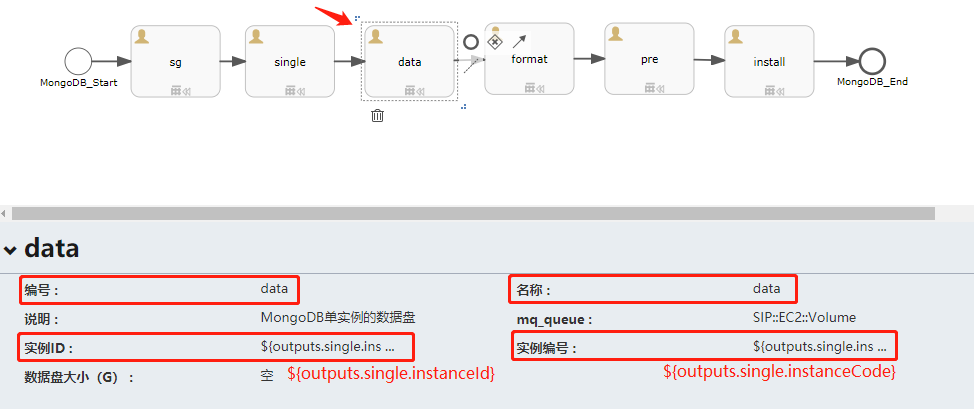 sg
single
data
format
pre
install
MongoDB_Start
MongoDB_End
data
编号： data
名称： data
说明： MongoDB单实例的数据盘
mq_queue： SIP::EC2::Volume
实例ID： ${outputs.single.ins ...
实例编号： ${outputs.single.ins ...
数据盘大小（G）： 空
${outputs.single.instanceId}
${outputs.single.instanceCode}